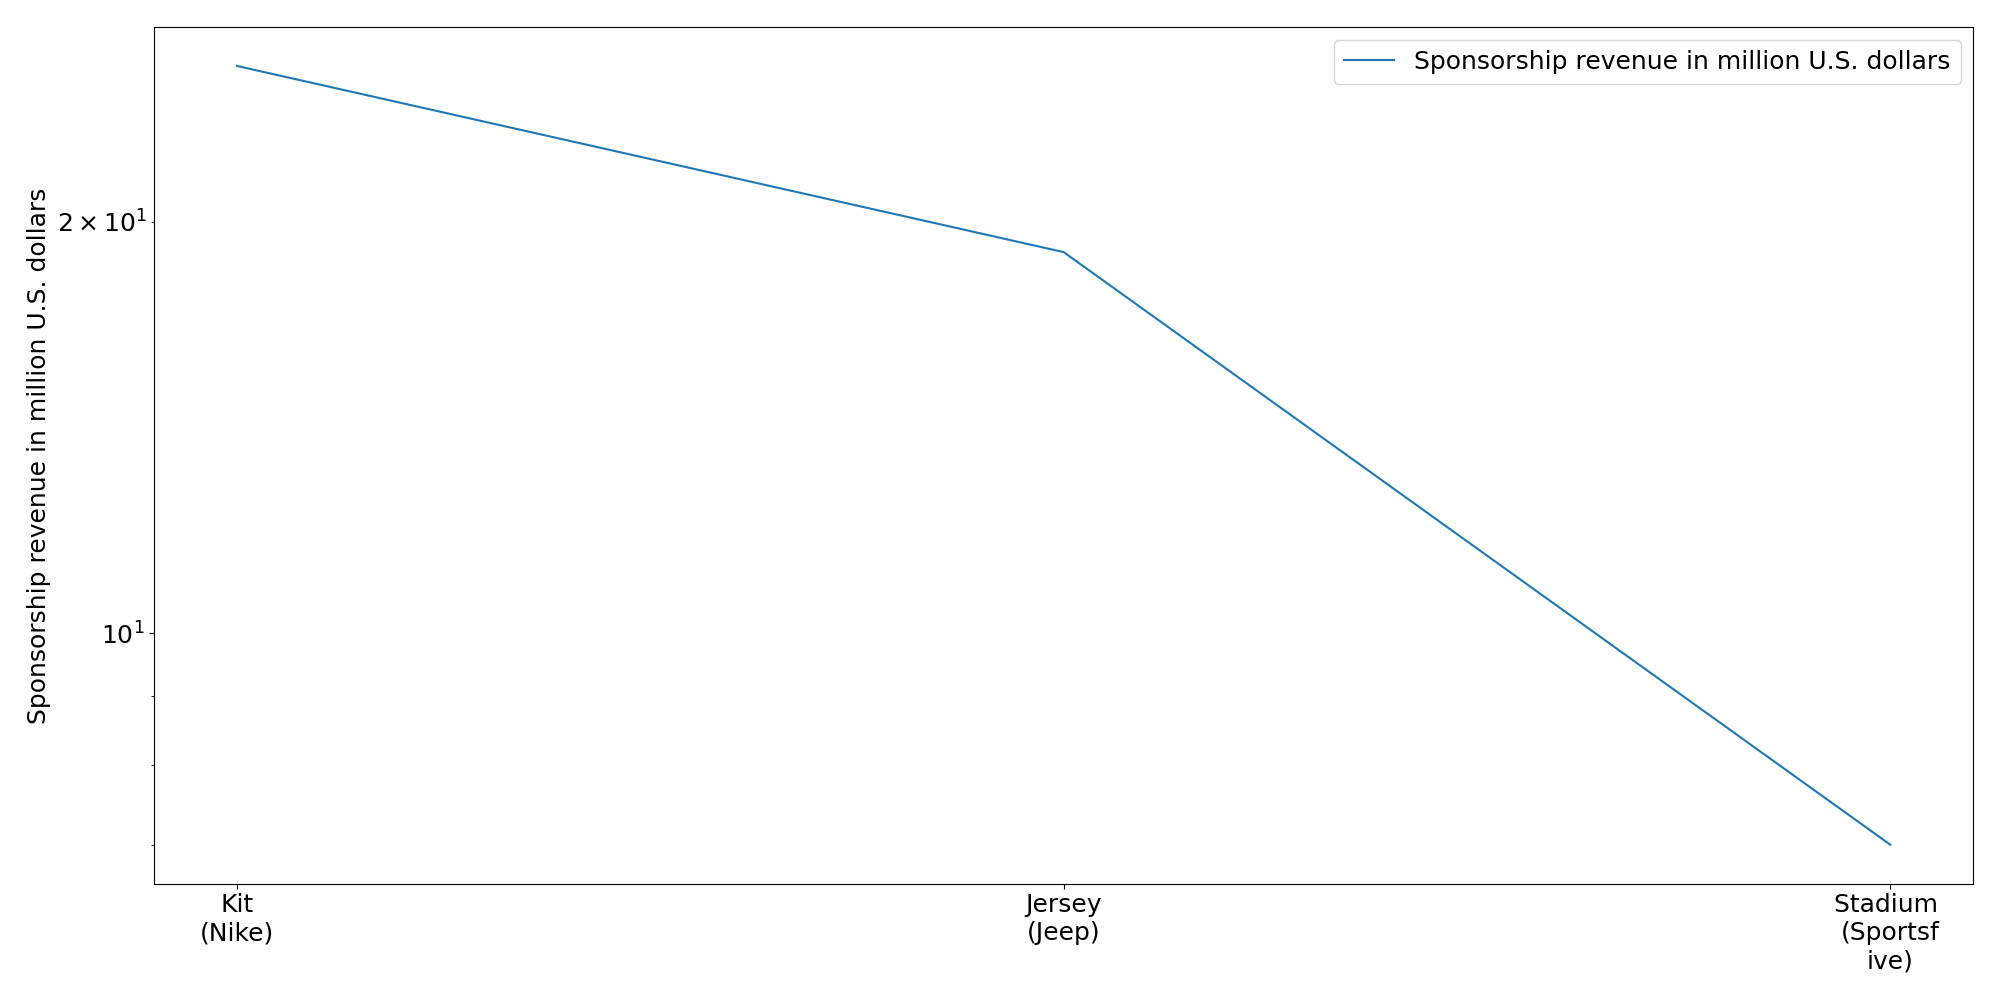 Sponsorship revenue in million U.S. dollars
Sponsorship revenue in million U.S. dollars
2 × 10¹
10¹
Kit
(Nike)
Jersey
(Jeep)
Stadium
(Sportsf
ive)